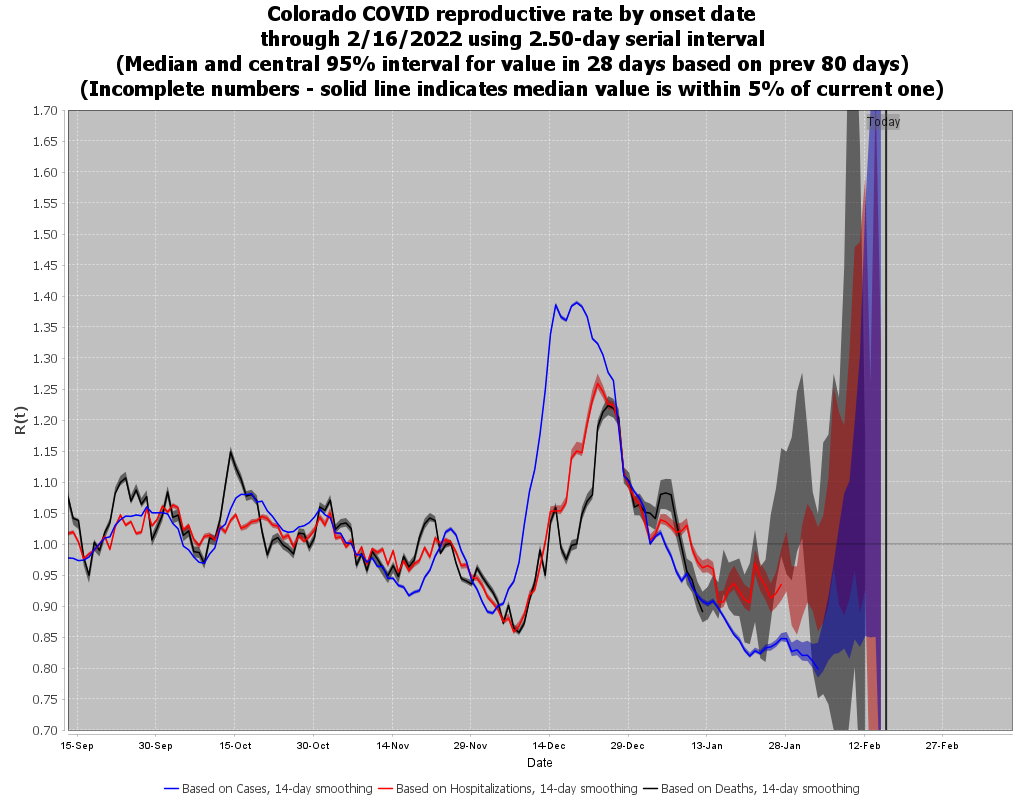 Colorado COVID reproductive rate by onset date
through 2/16/2022 using 2.50-day serial interval
(Median and central 95% interval for value in 28 days based on prev 80 days)
(Incomplete numbers - solid line indicates median value is within 5% of current one)
1.70
Today
1.65
1.60
1.55
1.50
1.45
1.40
1.35
1.30
1.25
1.20
R(t)
1.15
1.10
1.05
1.00
0.95
0.90
0.85
0.80
0.75
0.70
15-Sep 30-Sep 15-Oct 30-Oct 14-Nov 29-Nov 14-Dec 29-Dec 13-Jan 28-Jan 12-Feb 27-Feb
Date
Based on Cases, 14-day smoothing Based on Hospitalizations, 14-day smoothing Based on Deaths, 14-day smoothing